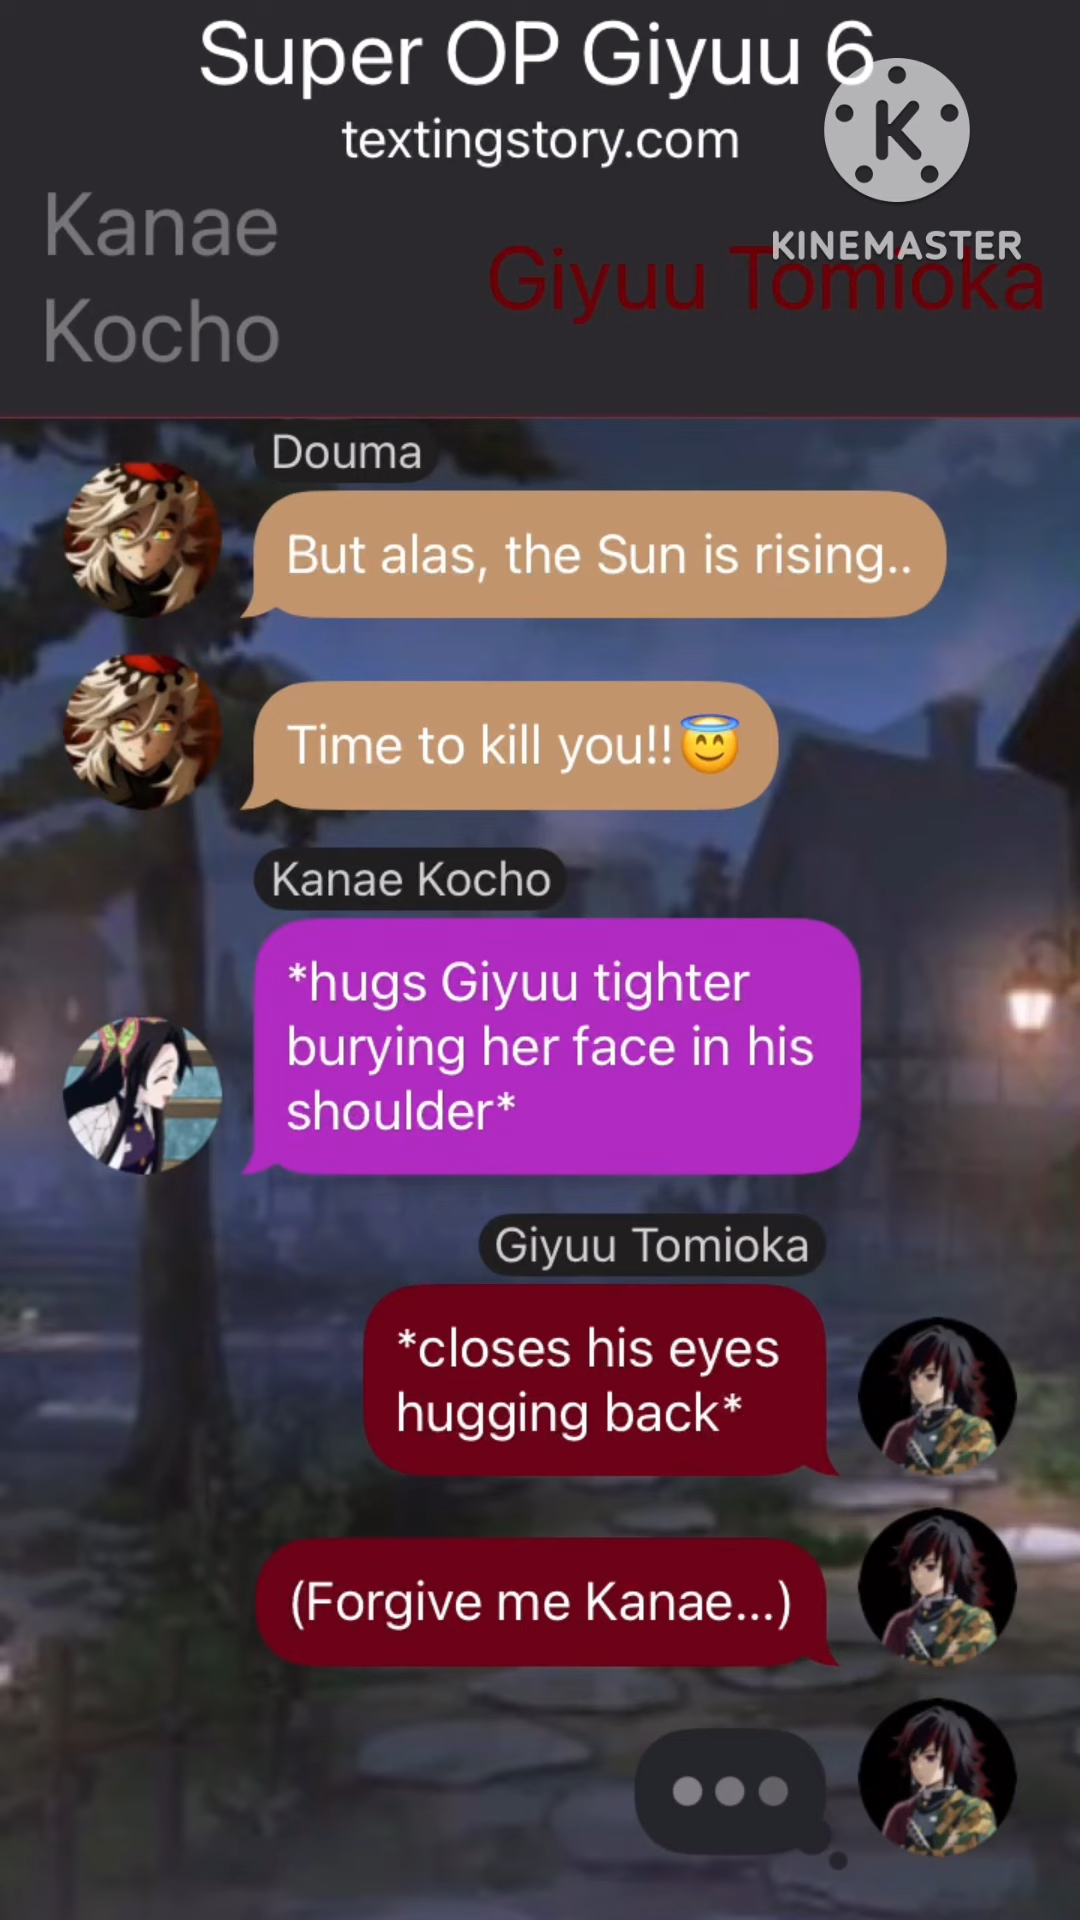 Super OP Giyuu 6
textingstory.com
K
KINEMASTER
Kanae
Kocho
Giyuu Tomioka
Douma
But alas, the Sun is rising..
Time to kill you!!😇
Kanae Kocho
*hugs Giyuu tighter
burying her face in his
shoulder*
Giyuu Tomioka
*closes his eyes
hugging back*
(Forgive me Kanae...)